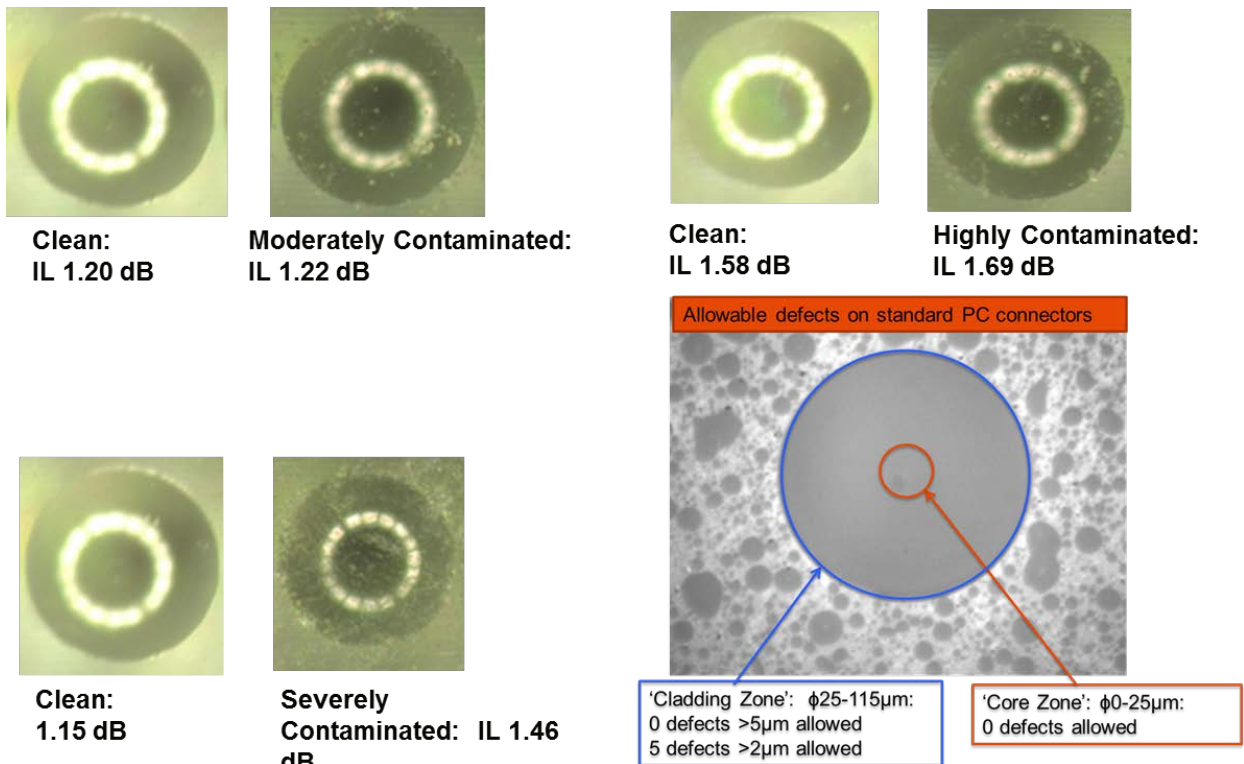 Clean:
IL 1.20 dB
Moderately Contaminated:
IL 1.22 dB
Clean:
IL 1.58 dB
Highly Contaminated:
IL 1.69 dB
Allowable defects on standard PC connectors
Clean:
1.15 dB
Severely
Contaminated: IL 1.46
dB
'Cladding Zone': ϕ25-115µm:
0 defects >5µm allowed
5 defects >2µm allowed
'Core Zone': ϕ0-25µm:
0 defects allowed